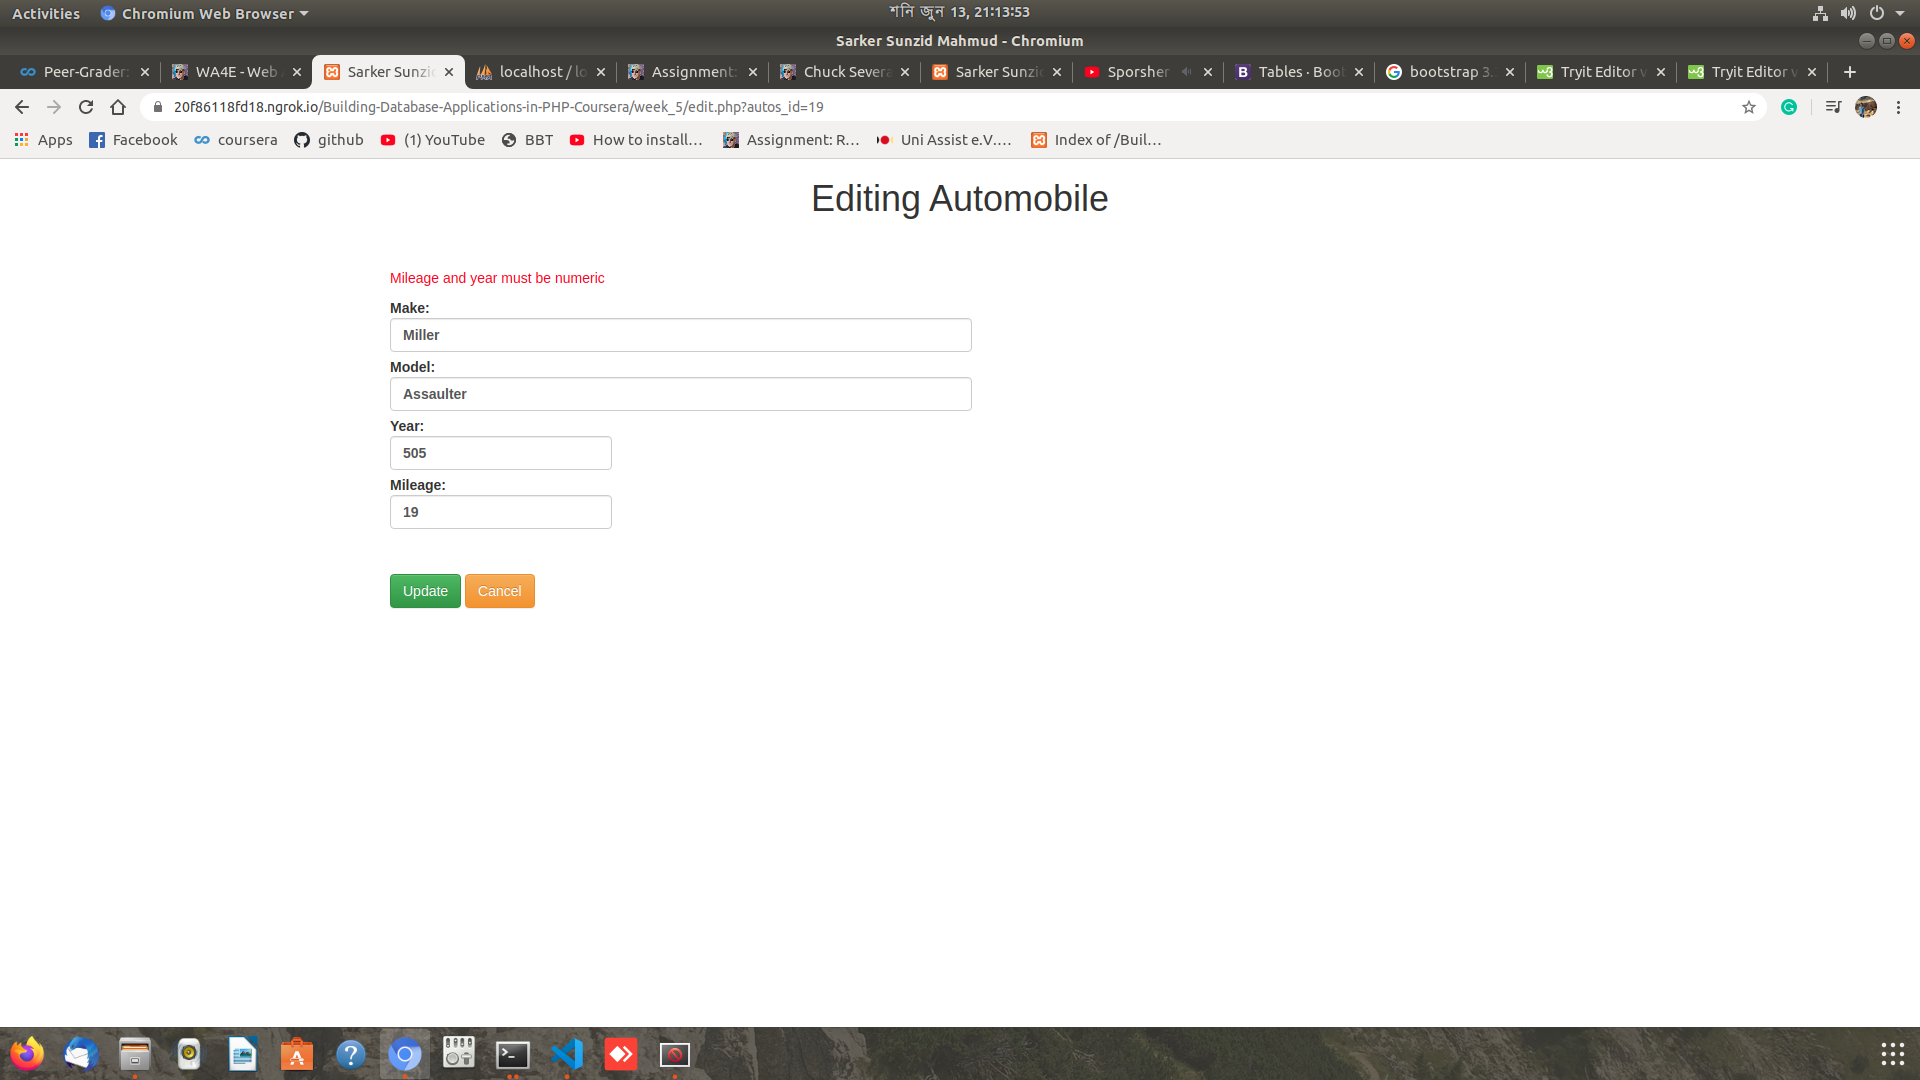 Activities Chromium Web Browser শনি জুন 13, 21:13:53
Sarker Sunzid Mahmud - Chromium
Peer-Grader: WA4E - Web Sarker Sunzi localhost / lo Assignment: Chuck Severa Sarker Sunzi Sporsher Tables · Boot bootstrap 3. Tryit Editor v Tryit Editor v
20f86118fd18.ngrok.io/Building-Database-Applications-in-PHP-Coursera/week_5/edit.php?autos_id=19
Apps Facebook coursera github (1) YouTube BBT How to install... Assignment: R... Uni Assist e.V.... Index of /Buil...
Editing Automobile
Mileage and year must be numeric
Make:
Miller
Model:
Assaulter
Year:
505
Mileage:
19
Update Cancel